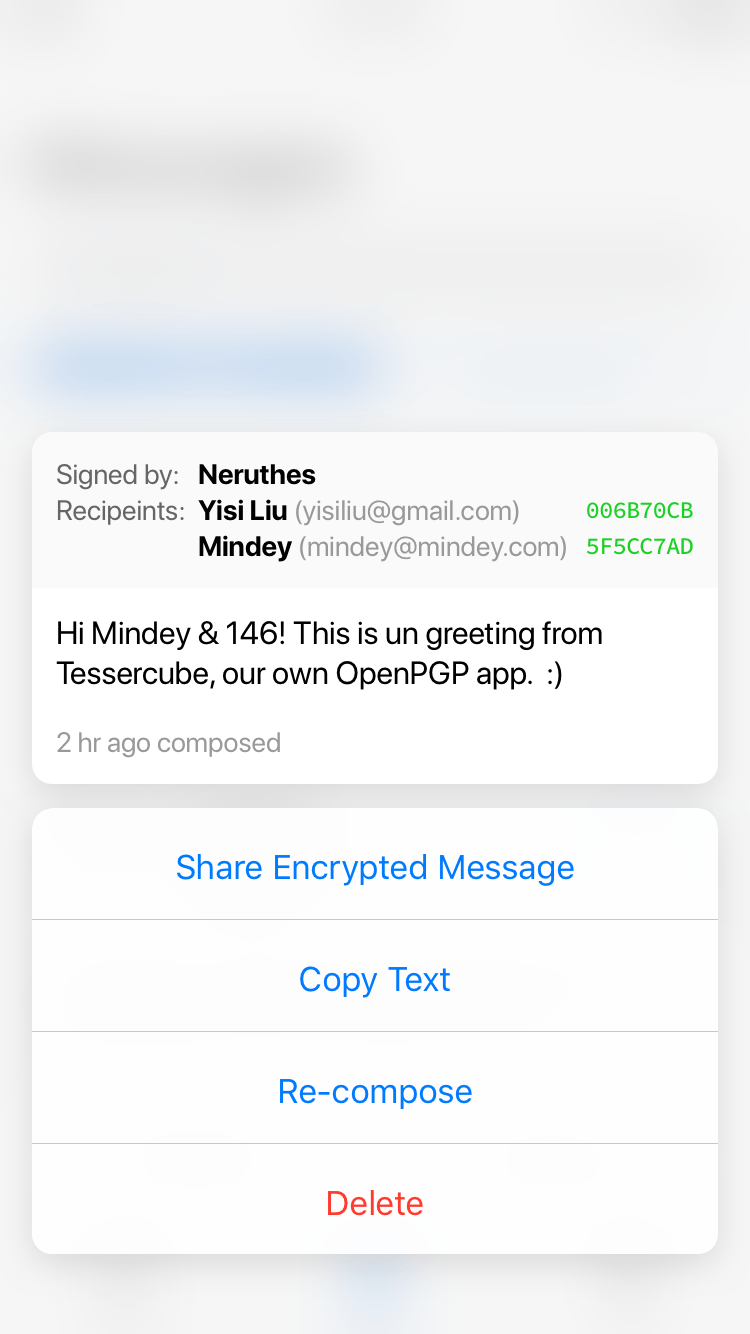 Signed by: Neruthes
Recipeints: Yisi Liu (yisiliu@gmail.com) 006B70CB
Mindey (mindey@mindey.com) 5F5CC7AD
Hi Mindey & 146! This is un greeting from
Tessercube, our own OpenPGP app.  :)
2 hr ago composed
Share Encrypted Message
Copy Text
Re-compose
Delete